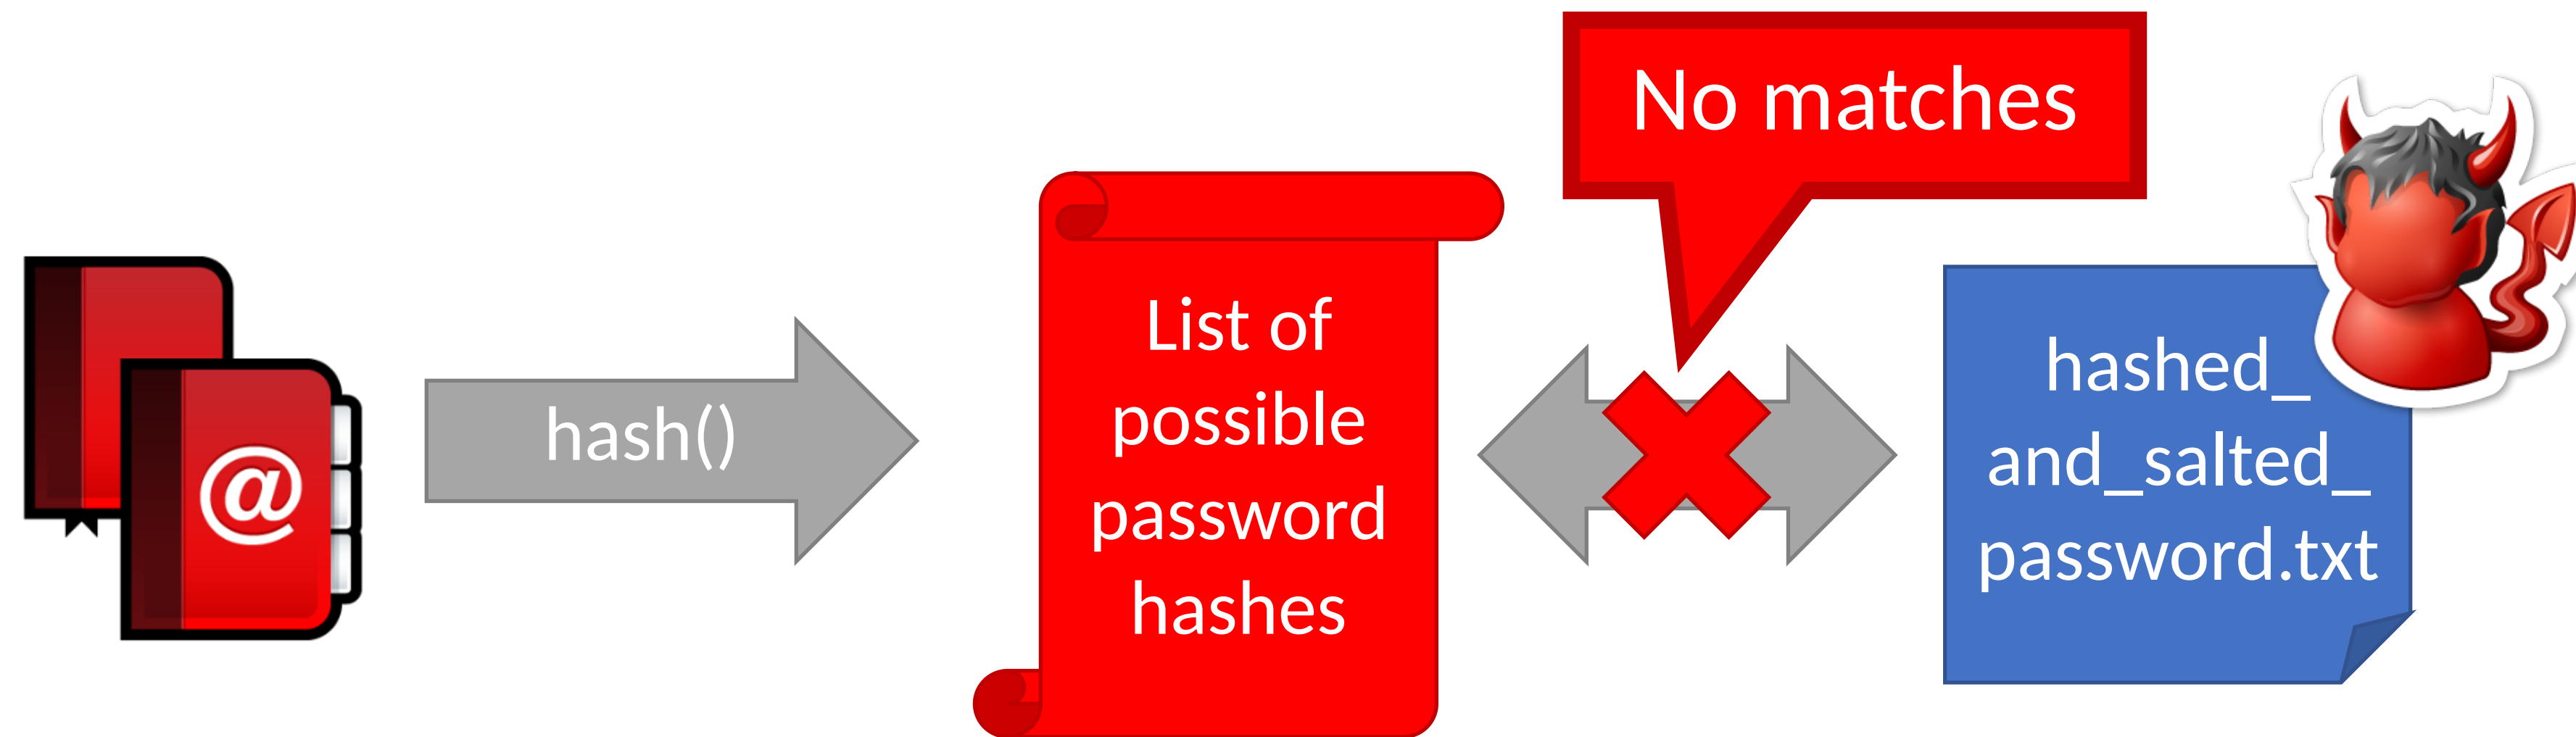 No matches
@
hash()
List of
possible
password
hashes
hashed_
and_salted_
password.txt